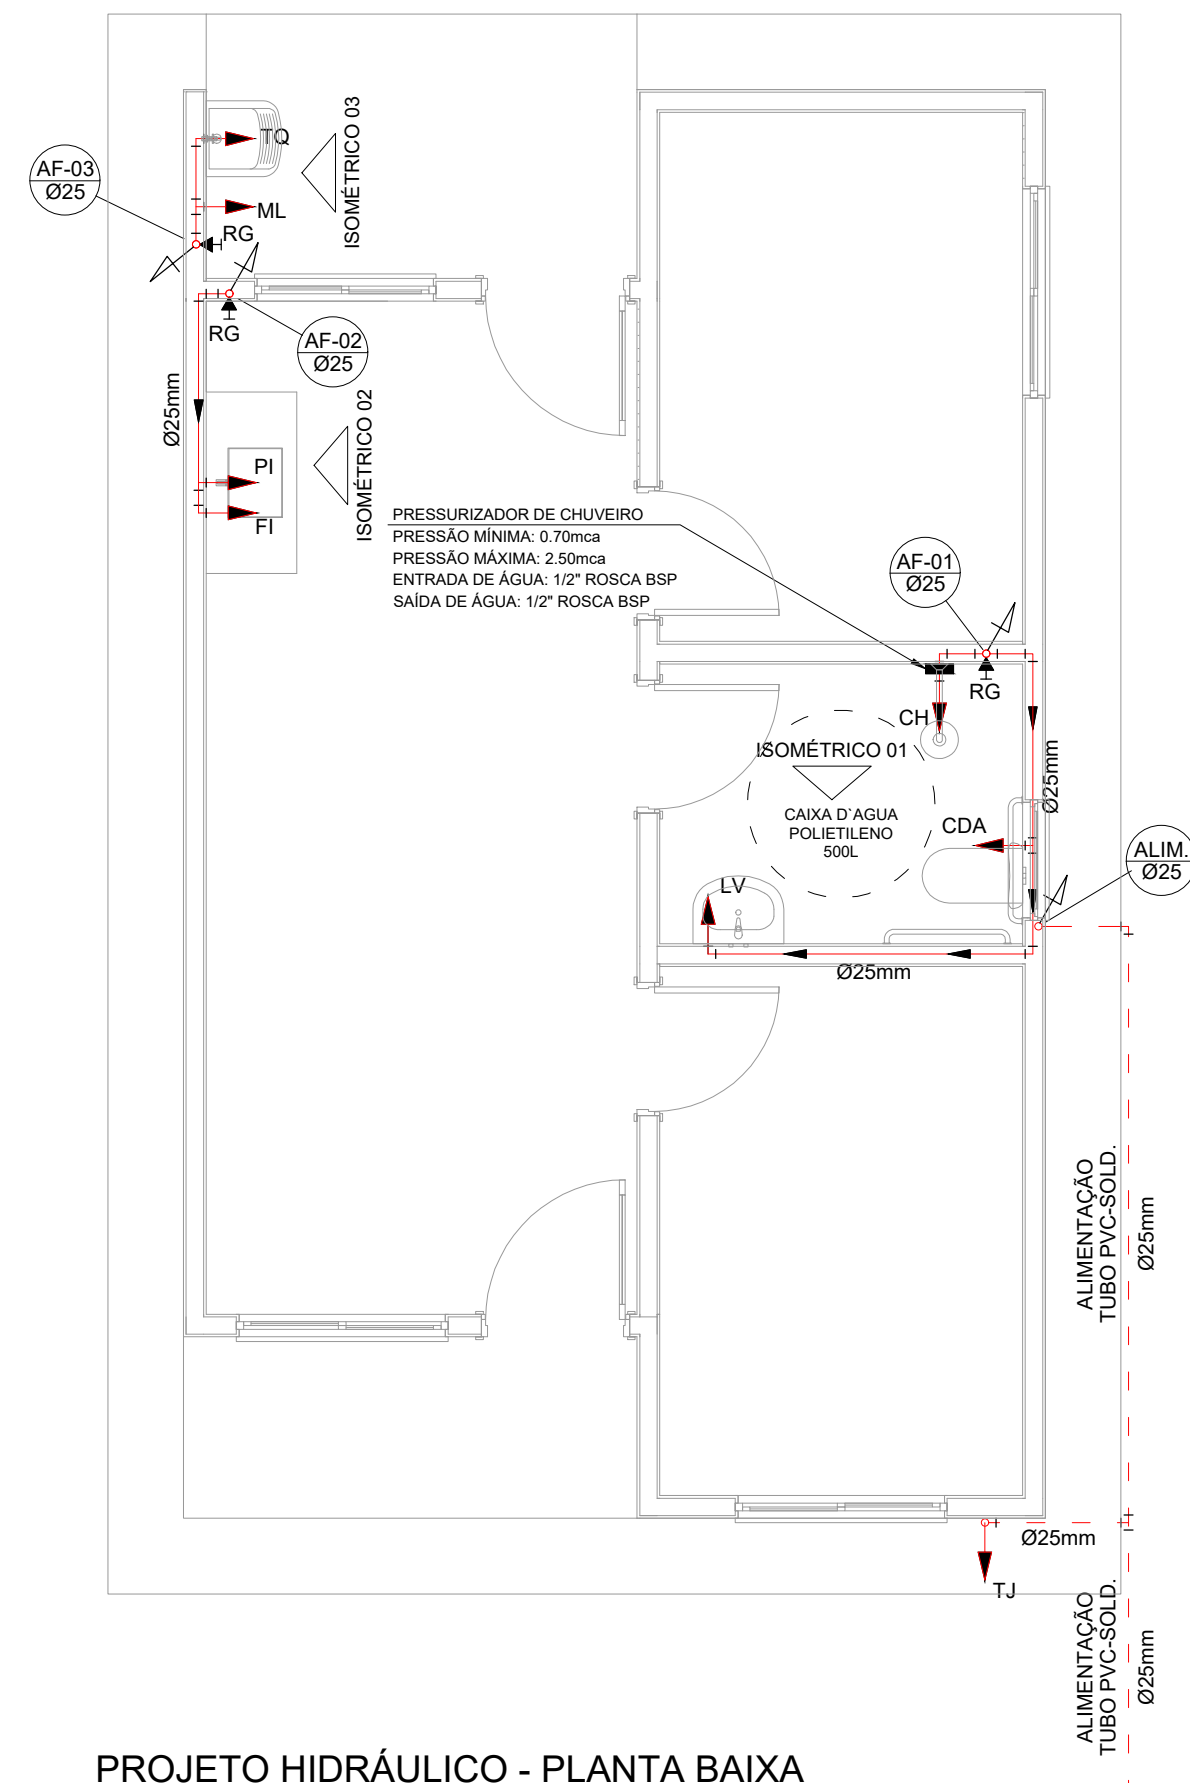 TQ
ISOMÉTRICO 03
AF-03
Ø25
ML
RG
RG
AF-02
Ø25
Ø25mm
ISOMÉTRICO 02
PI
FI
PRESSURIZADOR DE CHUVEIRO
PRESSÃO MÍNIMA: 0.70mca
PRESSÃO MÁXIMA: 2.50mca
ENTRADA DE ÁGUA: 1/2" ROSCA BSP
SAÍDA DE ÁGUA: 1/2" ROSCA BSP
AF-01
Ø25
RG
CH
ISOMÉTRICO 01
Ø25mm
CAIXA D`AGUA
POLIETILENO
500L
CDA
ALIM.
Ø25
LV
Ø25mm
ALIMENTAÇÃO
TUBO PVC-SOLD.
Ø25mm
Ø25mm
TJ
ALIMENTAÇÃO
TUBO PVC-SOLD.
Ø25mm
PROJETO HIDRÁULICO - PLANTA BAIXA